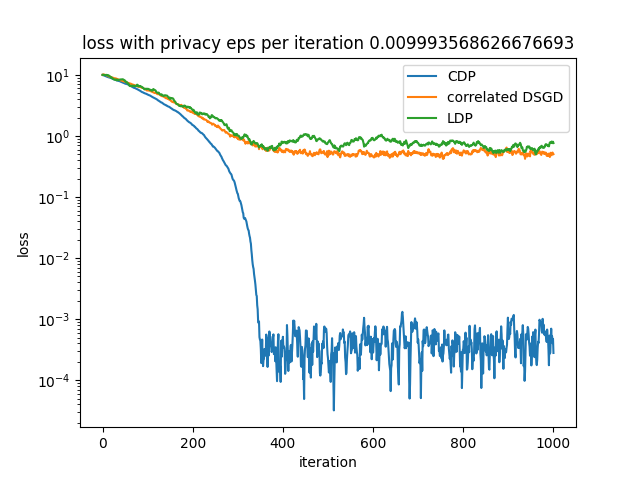 loss with privacy eps per iteration 0.009993568626676693
CDP
correlated DSGD
LDP
10¹
10⁰
10⁻¹
10⁻²
10⁻³
10⁻⁴
loss
0 200 400 600 800 1000
iteration